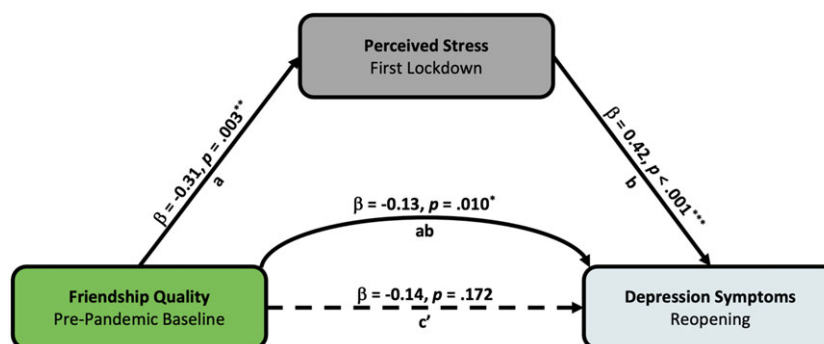 Perceived Stress
First Lockdown
β = -0.31, p = .003**
a
β = 0.42, p < .001***
b
β = -0.13, p = .010*
ab
Friendship Quality
Pre-Pandemic Baseline
β = -0.14, p = .172
c'
Depression Symptoms
Reopening